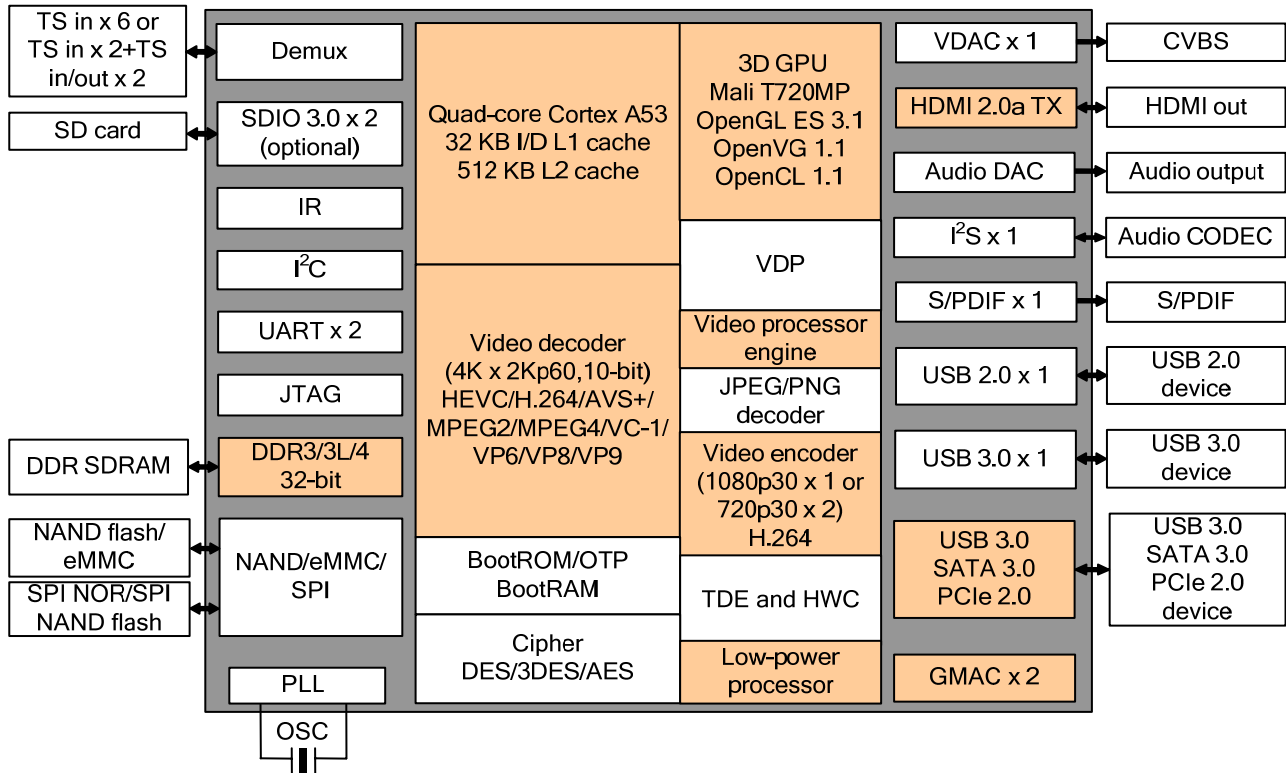 TS in x 6 or
TS in x 2+TS
in/out x 2
SD card
DDR SDRAM
NAND flash/
eMMC
SPI NOR/SPI
NAND flash
Demux
SDIO 3.0 x 2
(optional)
IR
I²C
UART x 2
JTAG
DDR3/3L/4
32-bit
NAND/eMMC/
SPI
PLL
OSC
Quad-core Cortex A53
32 KB I/D L1 cache
512 KB L2 cache
Video decoder
(4K x 2Kp60,10-bit)
HEVC/H.264/AVS+/
MPEG2/MPEG4/VC-1/
VP6/VP8/VP9
BootROM/OTP
BootRAM
Cipher
DES/3DES/AES
3D GPU
Mali T720MP
OpenGL ES 3.1
OpenVG 1.1
OpenCL 1.1
VDP
Video processor
engine
JPEG/PNG
decoder
Video encoder
(1080p30 x 1 or
720p30 x 2)
H.264
TDE and HWC
Low-power
processor
VDAC x 1
HDMI 2.0a TX
Audio DAC
I²S x 1
S/PDIF x 1
USB 2.0 x 1
USB 3.0 x 1
USB 3.0
SATA 3.0
PCIe 2.0
GMAC x 2
CVBS
HDMI out
Audio output
Audio CODEC
S/PDIF
USB 2.0
device
USB 3.0
device
USB 3.0
SATA 3.0
PCIe 2.0
device